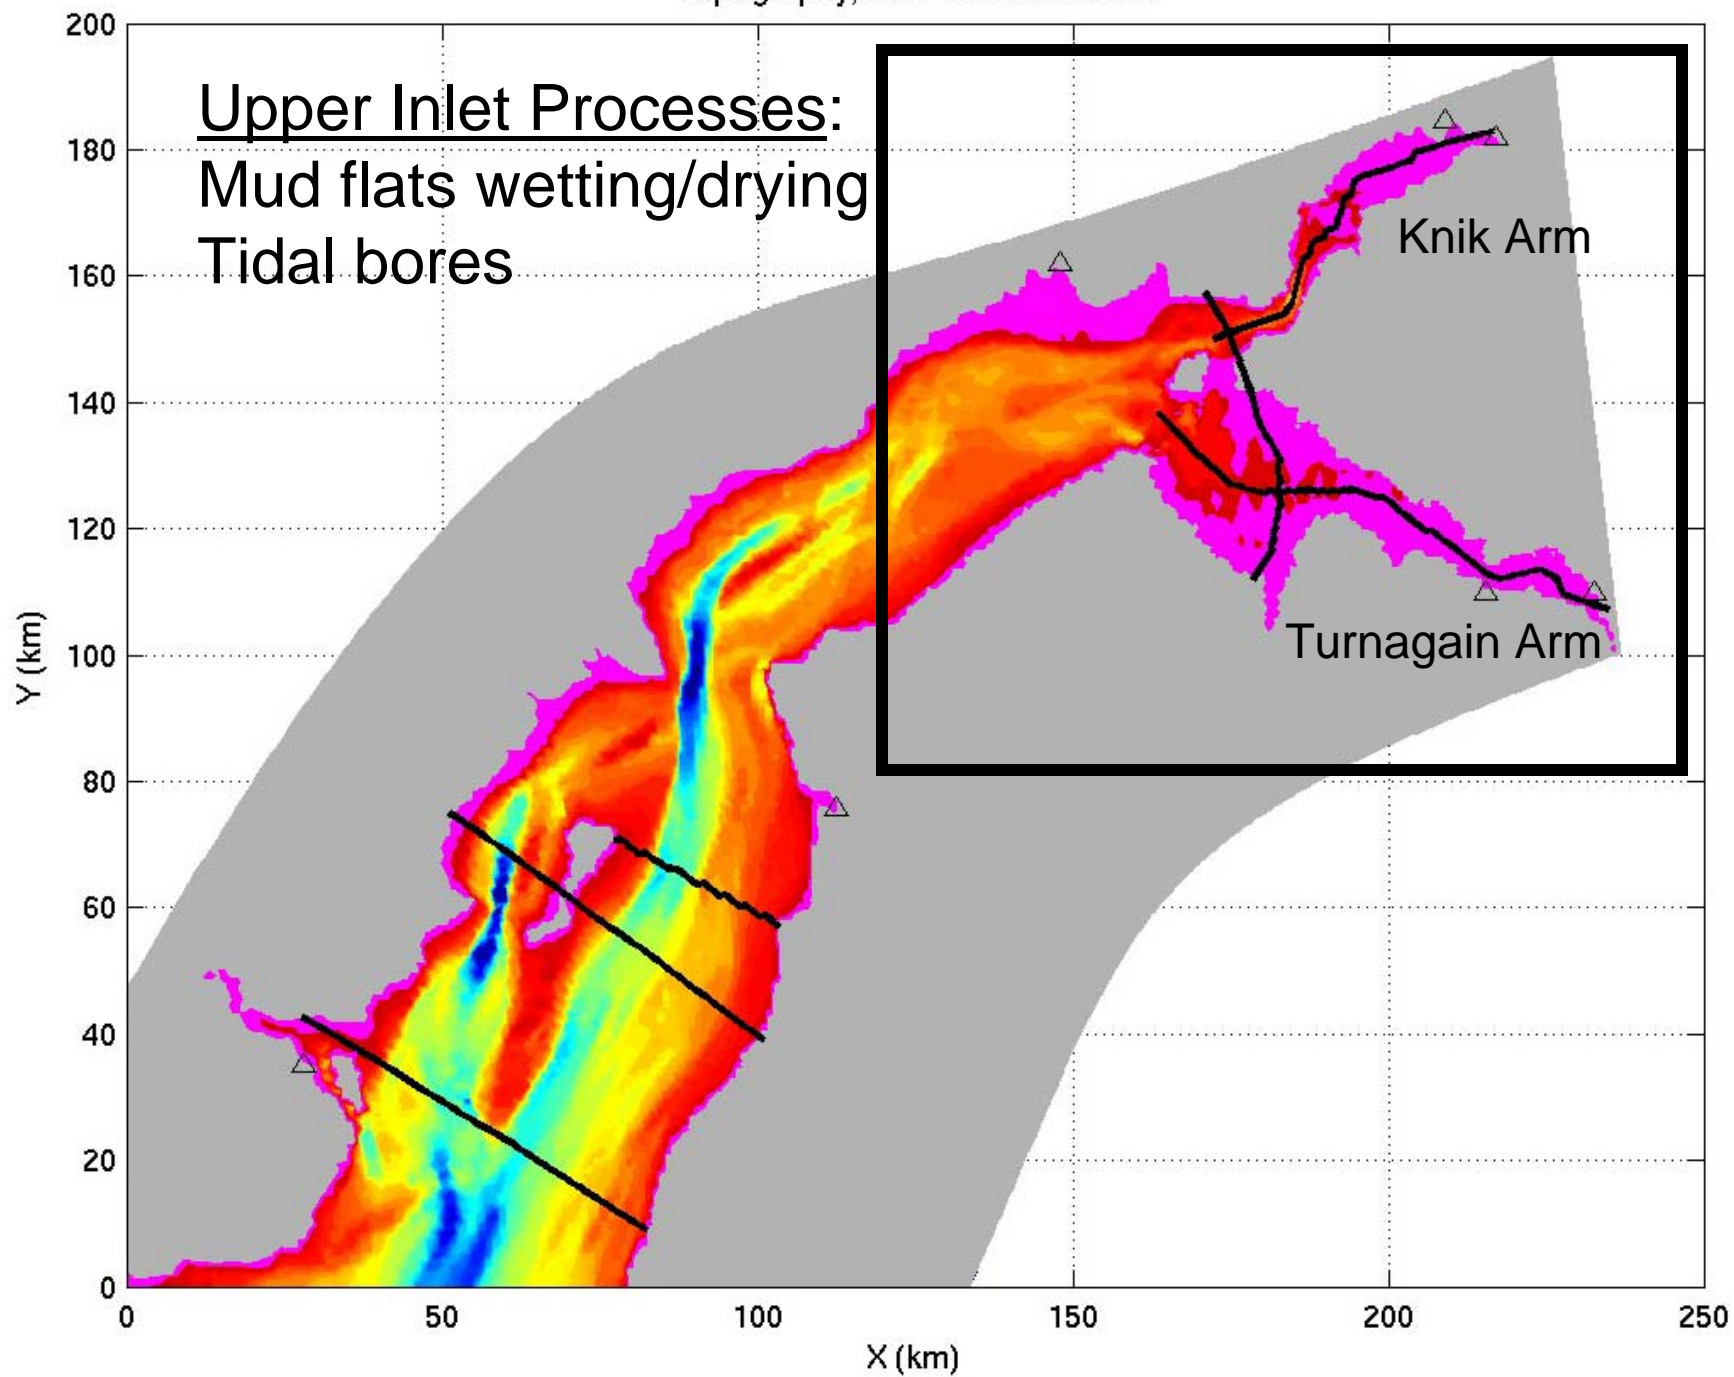 200
Upper Inlet Processes:
Mud flats wetting/drying
Tidal bores
180
Knik Arm
160
140
120
Turnagain Arm
100
Y (km)
80
60
40
20
0
0 50 100 150 200 250
X (km)